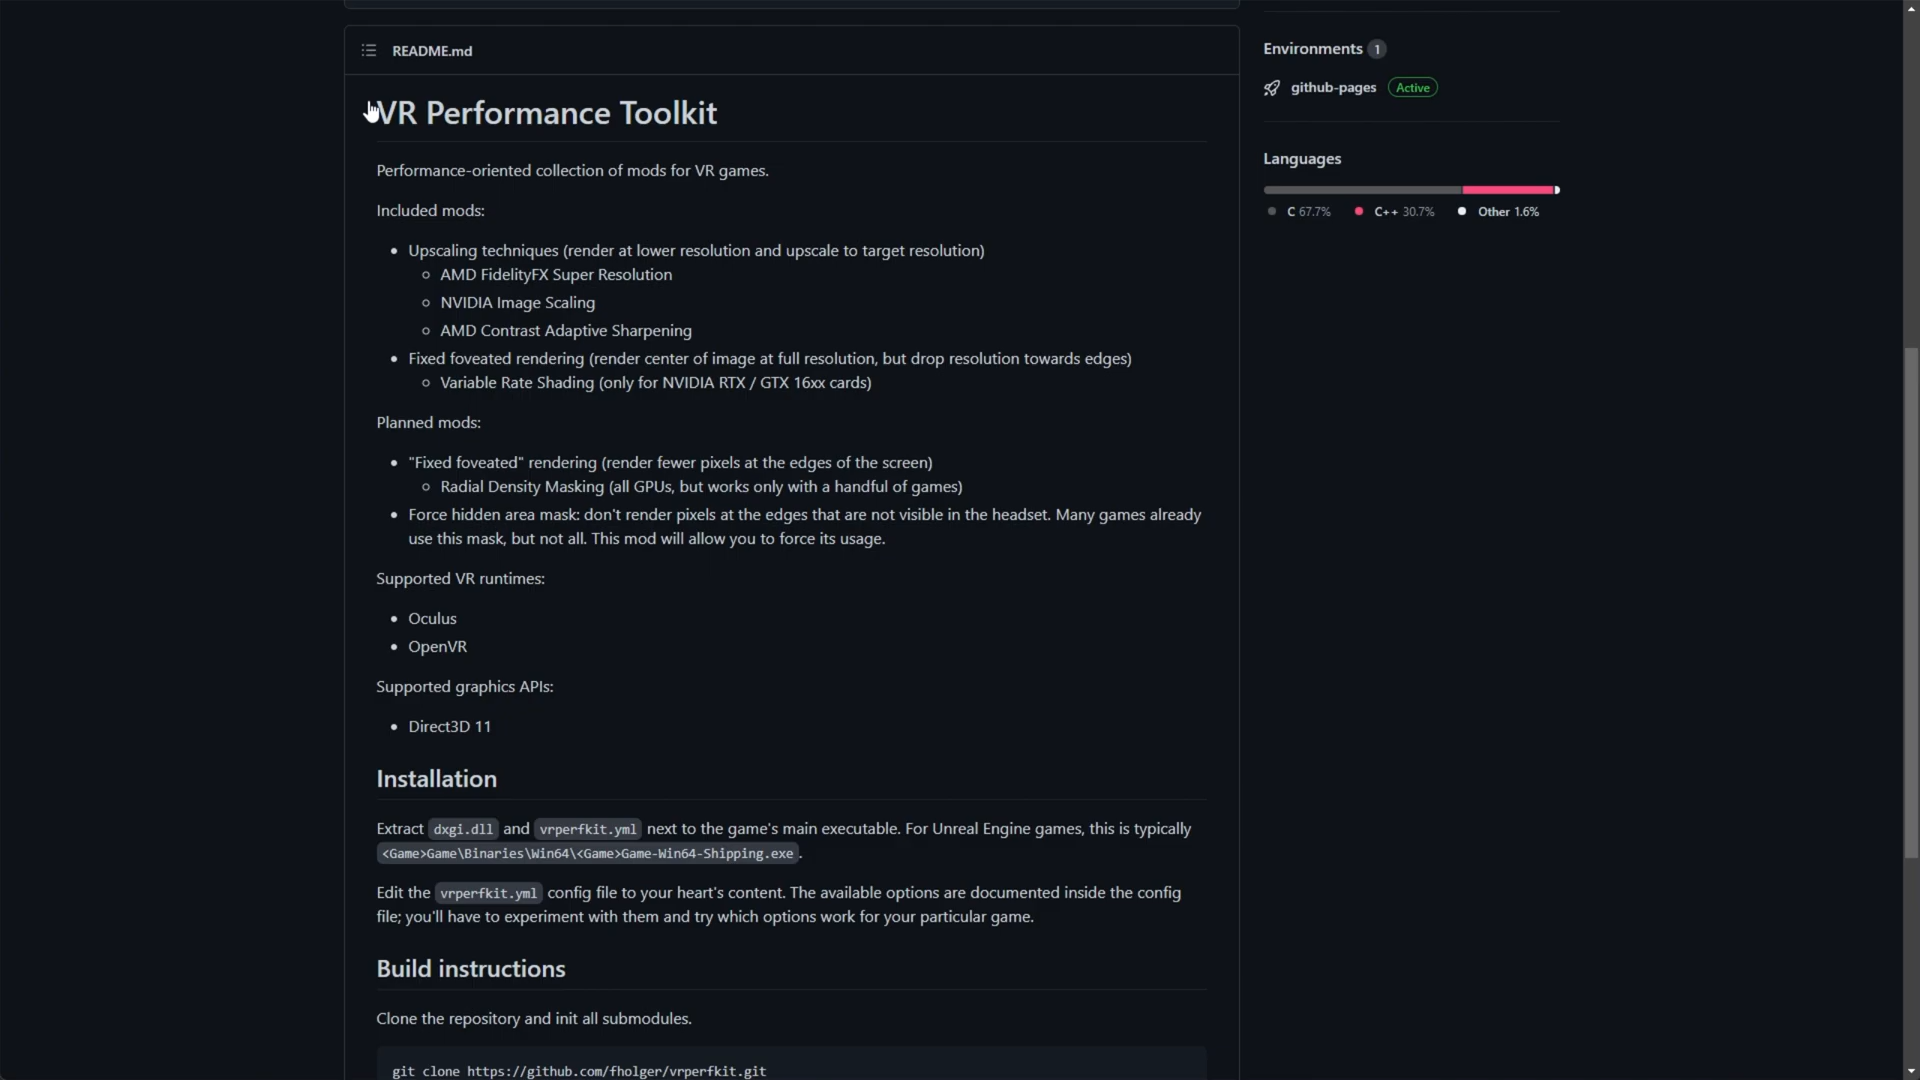 README.md
VR Performance Toolkit
Performance-oriented collection of mods for VR games.
Included mods:
Upscaling techniques (render at lower resolution and upscale to target resolution)
AMD FidelityFX Super Resolution
NVIDIA Image Scaling
AMD Contrast Adaptive Sharpening
Fixed foveated rendering (render center of image at full resolution, but drop resolution towards edges)
Variable Rate Shading (only for NVIDIA RTX / GTX 16xx cards)
Planned mods:
"Fixed foveated" rendering (render fewer pixels at the edges of the screen)
Radial Density Masking (all GPUs, but works only with a handful of games)
Force hidden area mask: don't render pixels at the edges that are not visible in the headset. Many games already
use this mask, but not all. This mod will allow you to force its usage.
Supported VR runtimes:
Oculus
OpenVR
Supported graphics APIs:
Direct3D 11
Installation
Extract dxgi.dll and vrperfkit.yml next to the game's main executable. For Unreal Engine games, this is typically
<Game>Game\Binaries\Win64\<Game>Game-Win64-Shipping.exe.
Edit the vrperfkit.yml config file to your heart's content. The available options are documented inside the config
file; you'll have to experiment with them and try which options work for your particular game.
Build instructions
Clone the repository and init all submodules.
git clone https://github.com/fholger/vrperfkit.git
Environments 1
github-pages Active
Languages
C 67.7% C++ 30.7% Other 1.6%